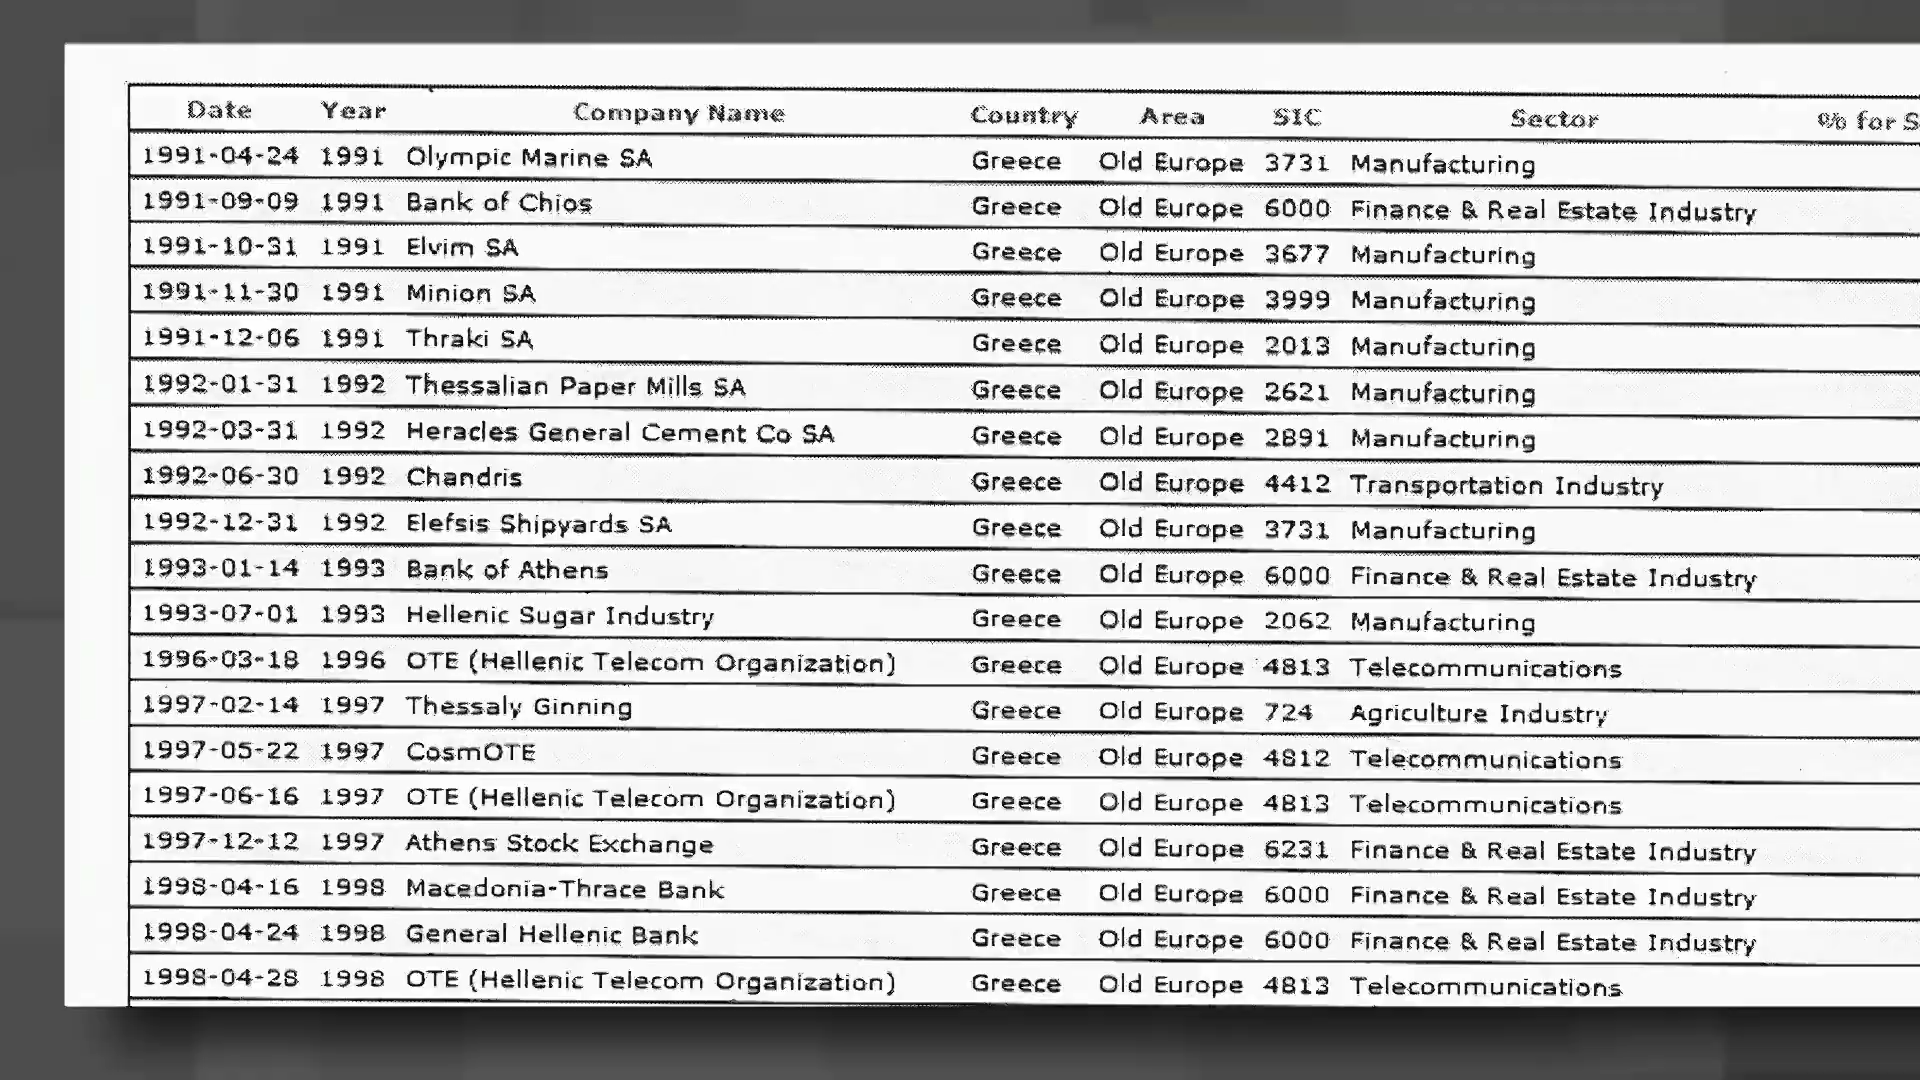 Date Year Company Name Country Area SIC Sector % for S
1991-04-24 1991 Olympic Marine SA Greece Old Europe 3731 Manufacturing
1991-09-09 1991 Bank of Chios Greece Old Europe 6000 Finance & Real Estate Industry
1991-10-31 1991 Elvim SA Greece Old Europe 3677 Manufacturing
1991-11-30 1991 Minion SA Greece Old Europe 3999 Manufacturing
1991-12-06 1991 Thraki SA Greece Old Europe 2013 Manufacturing
1992-01-31 1992 Thessalian Paper Mills SA Greece Old Europe 2621 Manufacturing
1992-03-31 1992 Heracles General Cement Co SA Greece Old Europe 2891 Manufacturing
1992-06-30 1992 Chandris Greece Old Europe 4412 Transportation Industry
1992-12-31 1992 Elefsis Shipyards SA Greece Old Europe 3731 Manufacturing
1993-01-14 1993 Bank of Athens Greece Old Europe 6000 Finance & Real Estate Industry
1993-07-01 1993 Hellenic Sugar Industry Greece Old Europe 2062 Manufacturing
1996-03-18 1996 OTE (Hellenic Telecom Organization) Greece Old Europe 4813 Telecommunications
1997-02-14 1997 Thessaly Ginning Greece Old Europe 724 Agriculture Industry
1997-05-22 1997 CosmOTE Greece Old Europe 4812 Telecommunications
1997-06-16 1997 OTE (Hellenic Telecom Organization) Greece Old Europe 4813 Telecommunications
1997-12-12 1997 Athens Stock Exchange Greece Old Europe 6231 Finance & Real Estate Industry
1998-04-16 1998 Macedonia-Thrace Bank Greece Old Europe 6000 Finance & Real Estate Industry
1998-04-24 1998 General Hellenic Bank Greece Old Europe 6000 Finance & Real Estate Industry
1998-04-28 1998 OTE (Hellenic Telecom Organization) Greece Old Europe 4813 Telecommunications